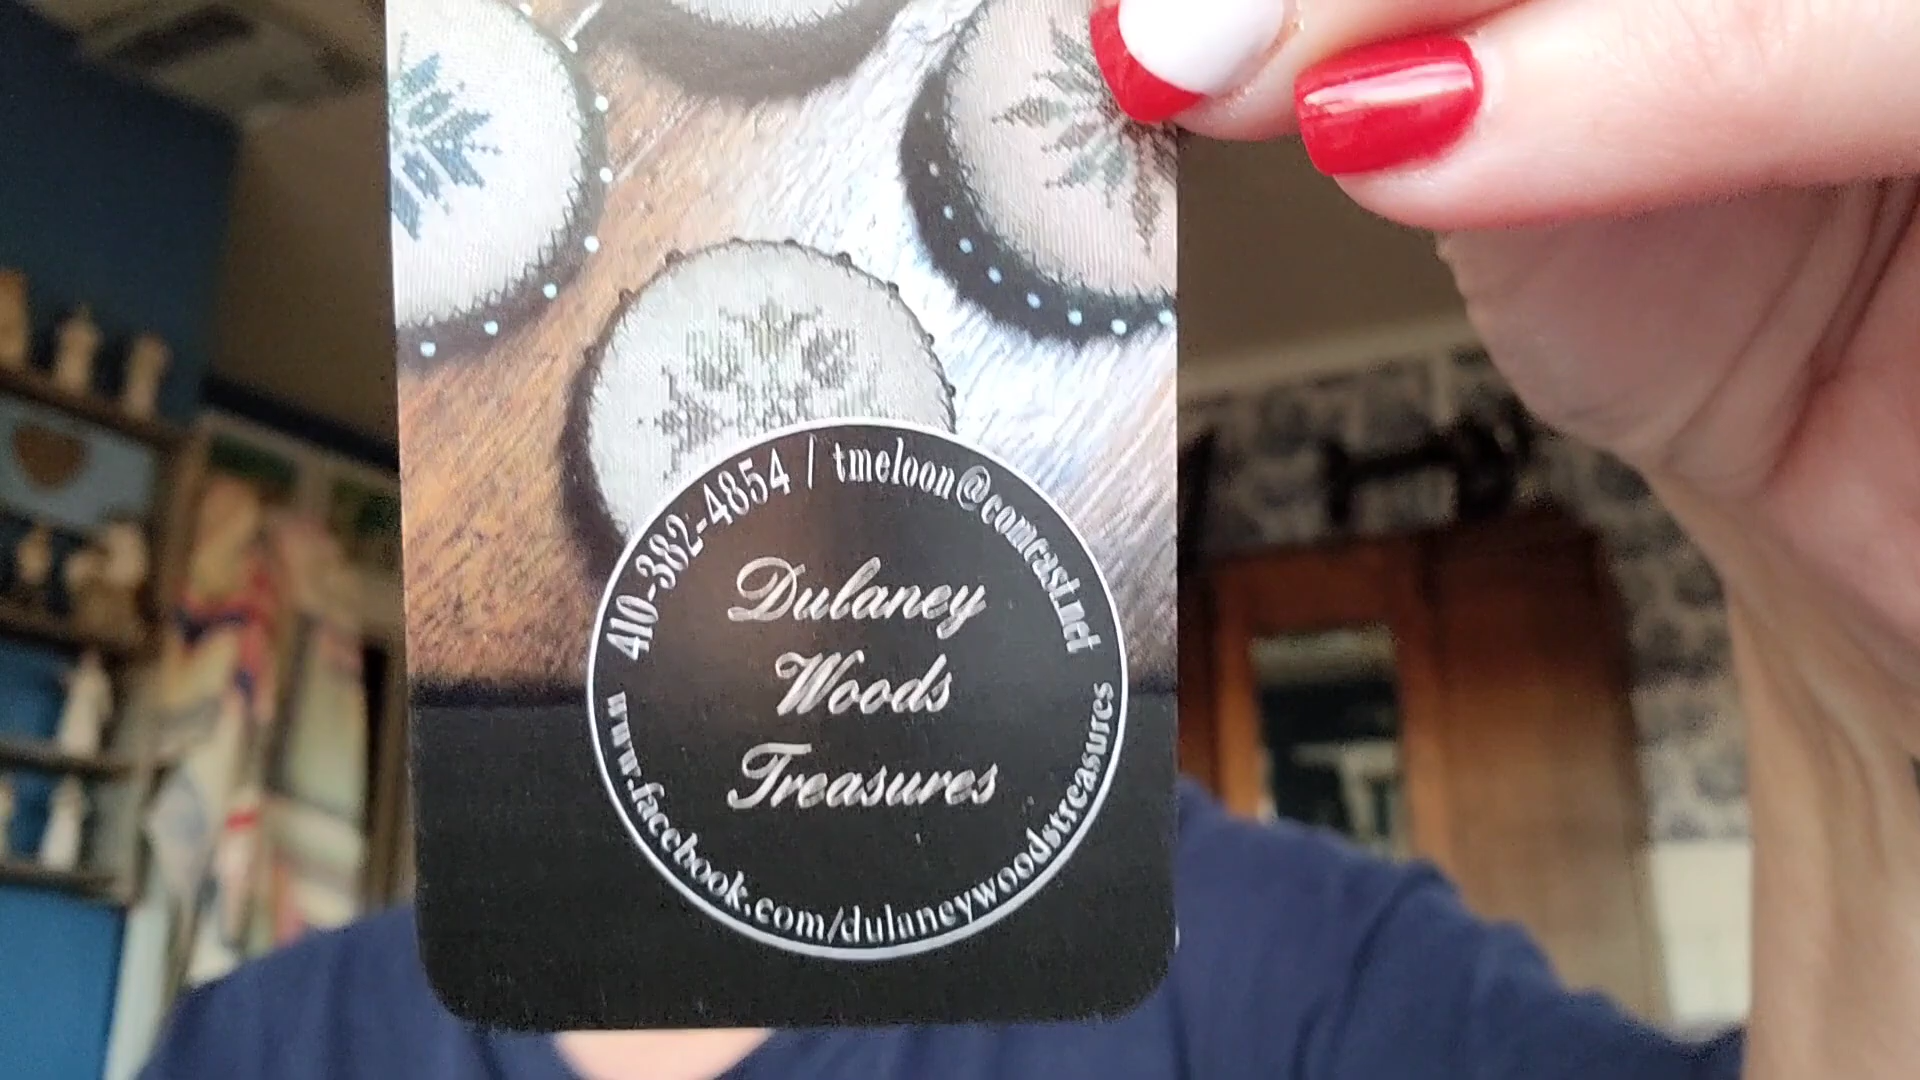 410-382-4854 / tmeloon@comcast.net
Dulaney
Woods
Treasures
www.facebook.com/dulaneywoodstreasures